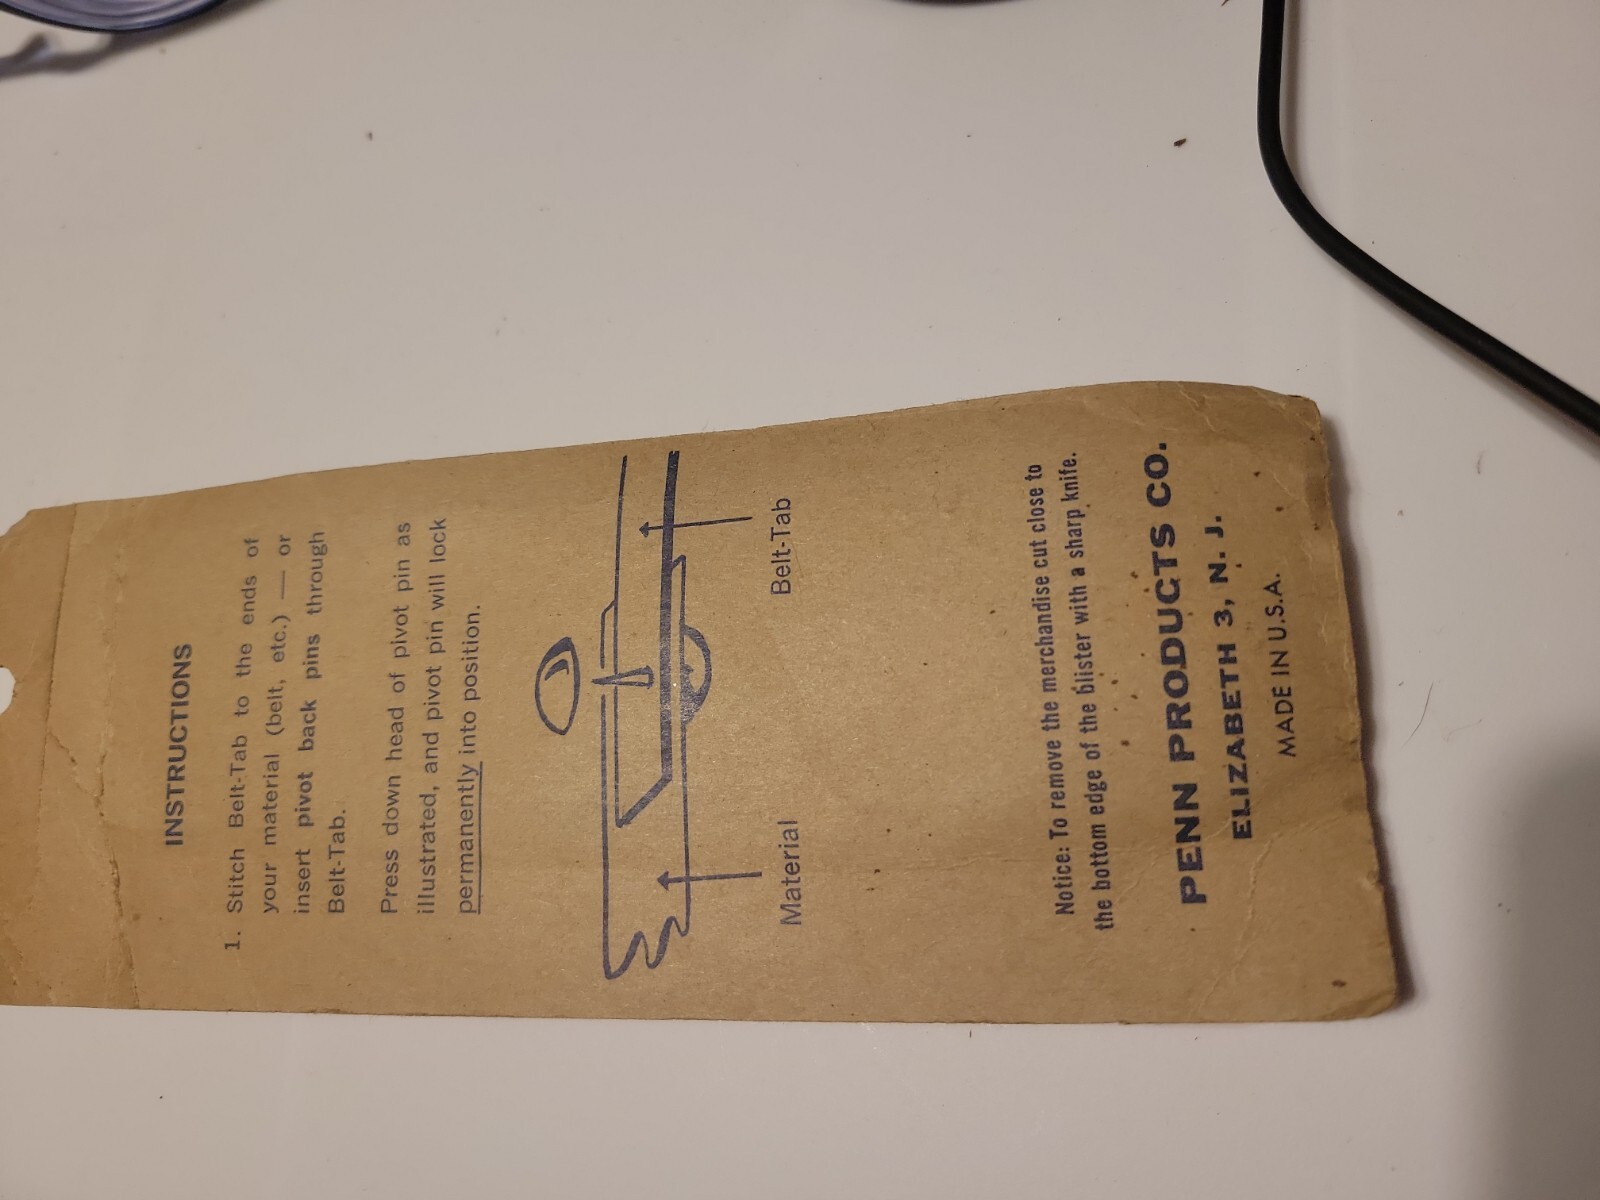 INSTRUCTIONS
1. Stitch Belt-Tab to the ends of
your material (belt, etc.) — or
insert pivot back pins through
Belt-Tab.
Press down head of pivot pin as
illustrated, and pivot pin will lock
permanently into position.
Material
Belt-Tab
Notice: To remove the merchandise cut close to
the bottom edge of the blister with a sharp knife.
PENN PRODUCTS CO.
ELIZABETH 3, N. J.
MADE IN U.S.A.